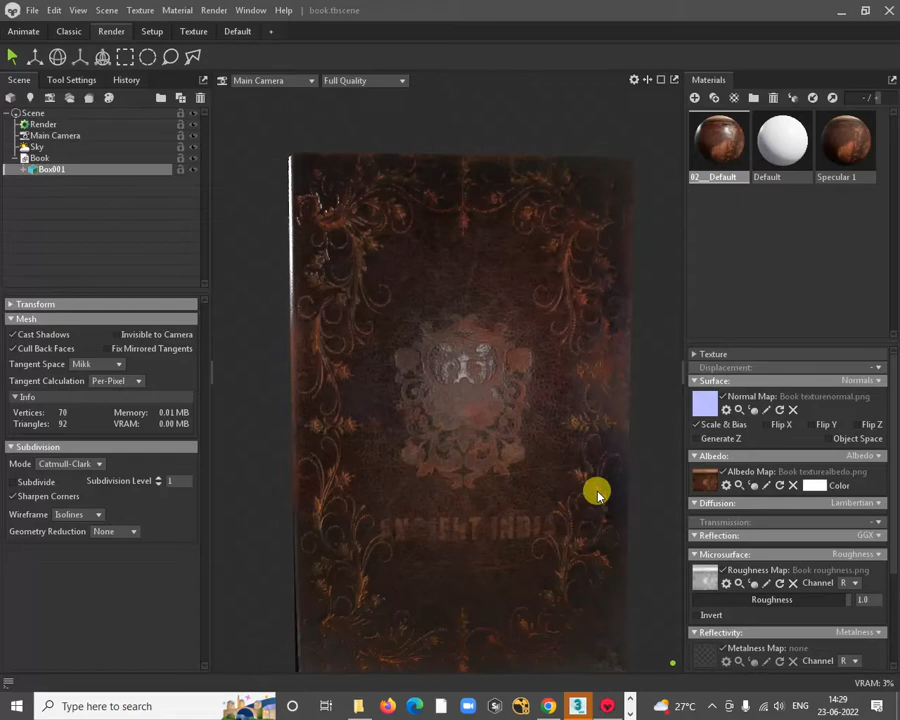 File Edit View Scene Texture Material Render Window Help book.tbscene
Animate Classic Render Setup Texture Default +
Scene Tool Settings History Main Camera Full Quality Materials
-/-
Scene
Render
Main Camera
Sky
Book
Box001
02__Default Default Specular 1
Transform
Mesh
Cast Shadows Invisible to Camera
Cull Back Faces Fix Mirrored Tangents
Tangent Space Mikk
Tangent Calculation Per-Pixel
Info
Vertices: 70 Memory: 0.01 MB
Triangles: 92 VRAM: 0.00 MB
Subdivision
Mode Catmull-Clark
Subdivide Subdivision Level 1
Sharpen Corners
Wireframe Isolines
Geometry Reduction None
ANCIENT INDIA
Texture
Displacement: -
Surface: Normals
Normal Map: Book texturenormal.png
Scale & Bias Flip X Flip Y Flip Z
Generate Z Object Space
Albedo: Albedo
Albedo Map: Book texturealbedo.png
Color
Diffusion: Lambertian
Transmission: -
Reflection: GGX
Microsurface: Roughness
Roughness Map: Book roughness.png
Channel R
Roughness 1.0
Invert
Reflectivity: Metalness
Metalness Map: none
Channel R
VRAM: 3%
Type here to search 27°C ENG 14:29 23-06-2022